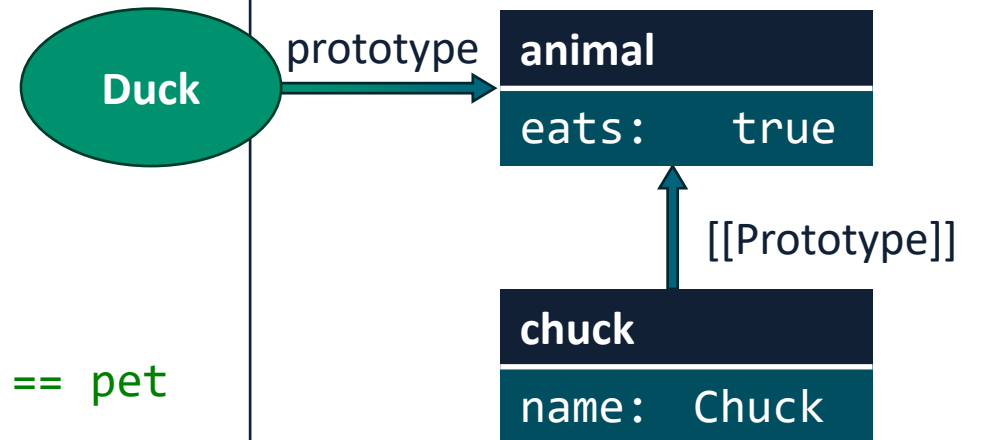 Duck
prototype
animal
eats: true
[[Prototype]]
chuck
== pet
name: Chuck